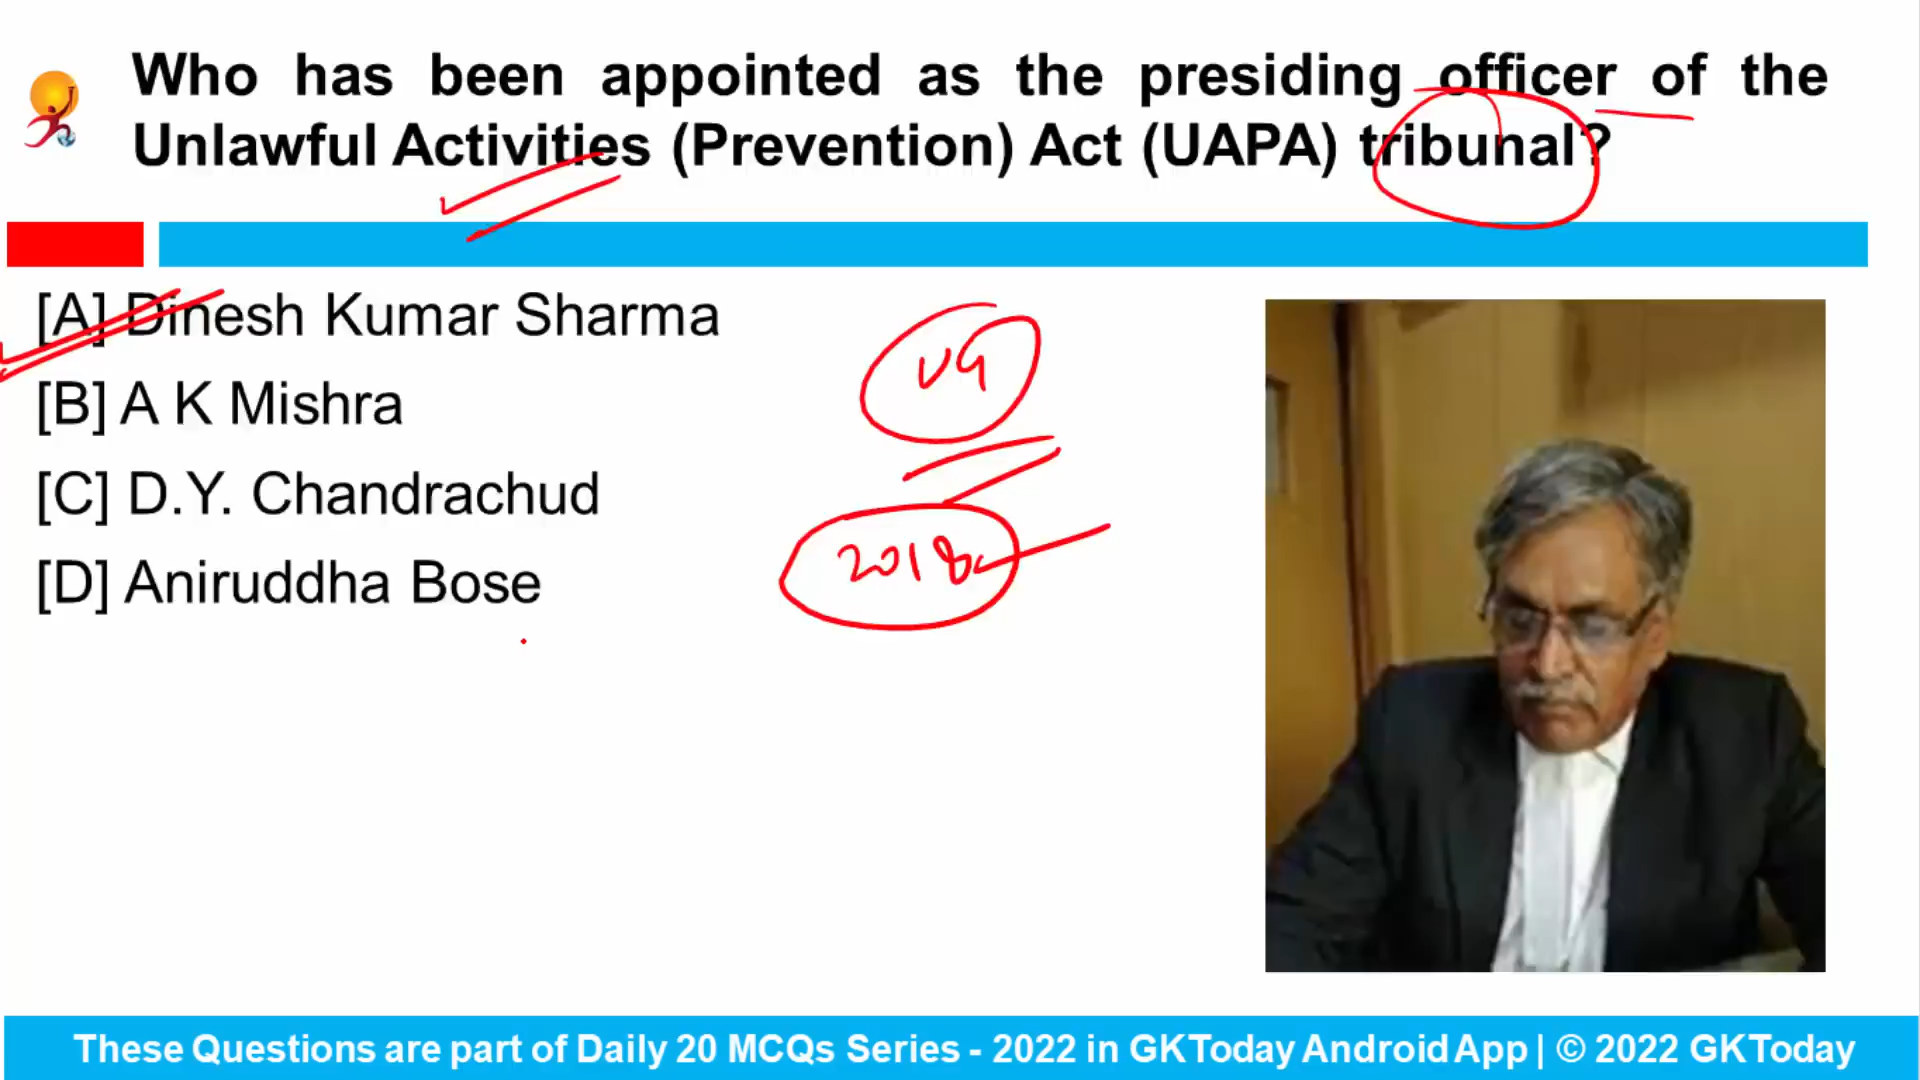 Who has been appointed as the presiding officer of the
Unlawful Activities (Prevention) Act (UAPA) tribunal?
[A] Dinesh Kumar Sharma
[B] A K Mishra
[C] D.Y. Chandrachud
[D] Aniruddha Bose
2018
These Questions are part of Daily 20 MCQs Series - 2022 in GKToday Android App | © 2022 GKToday